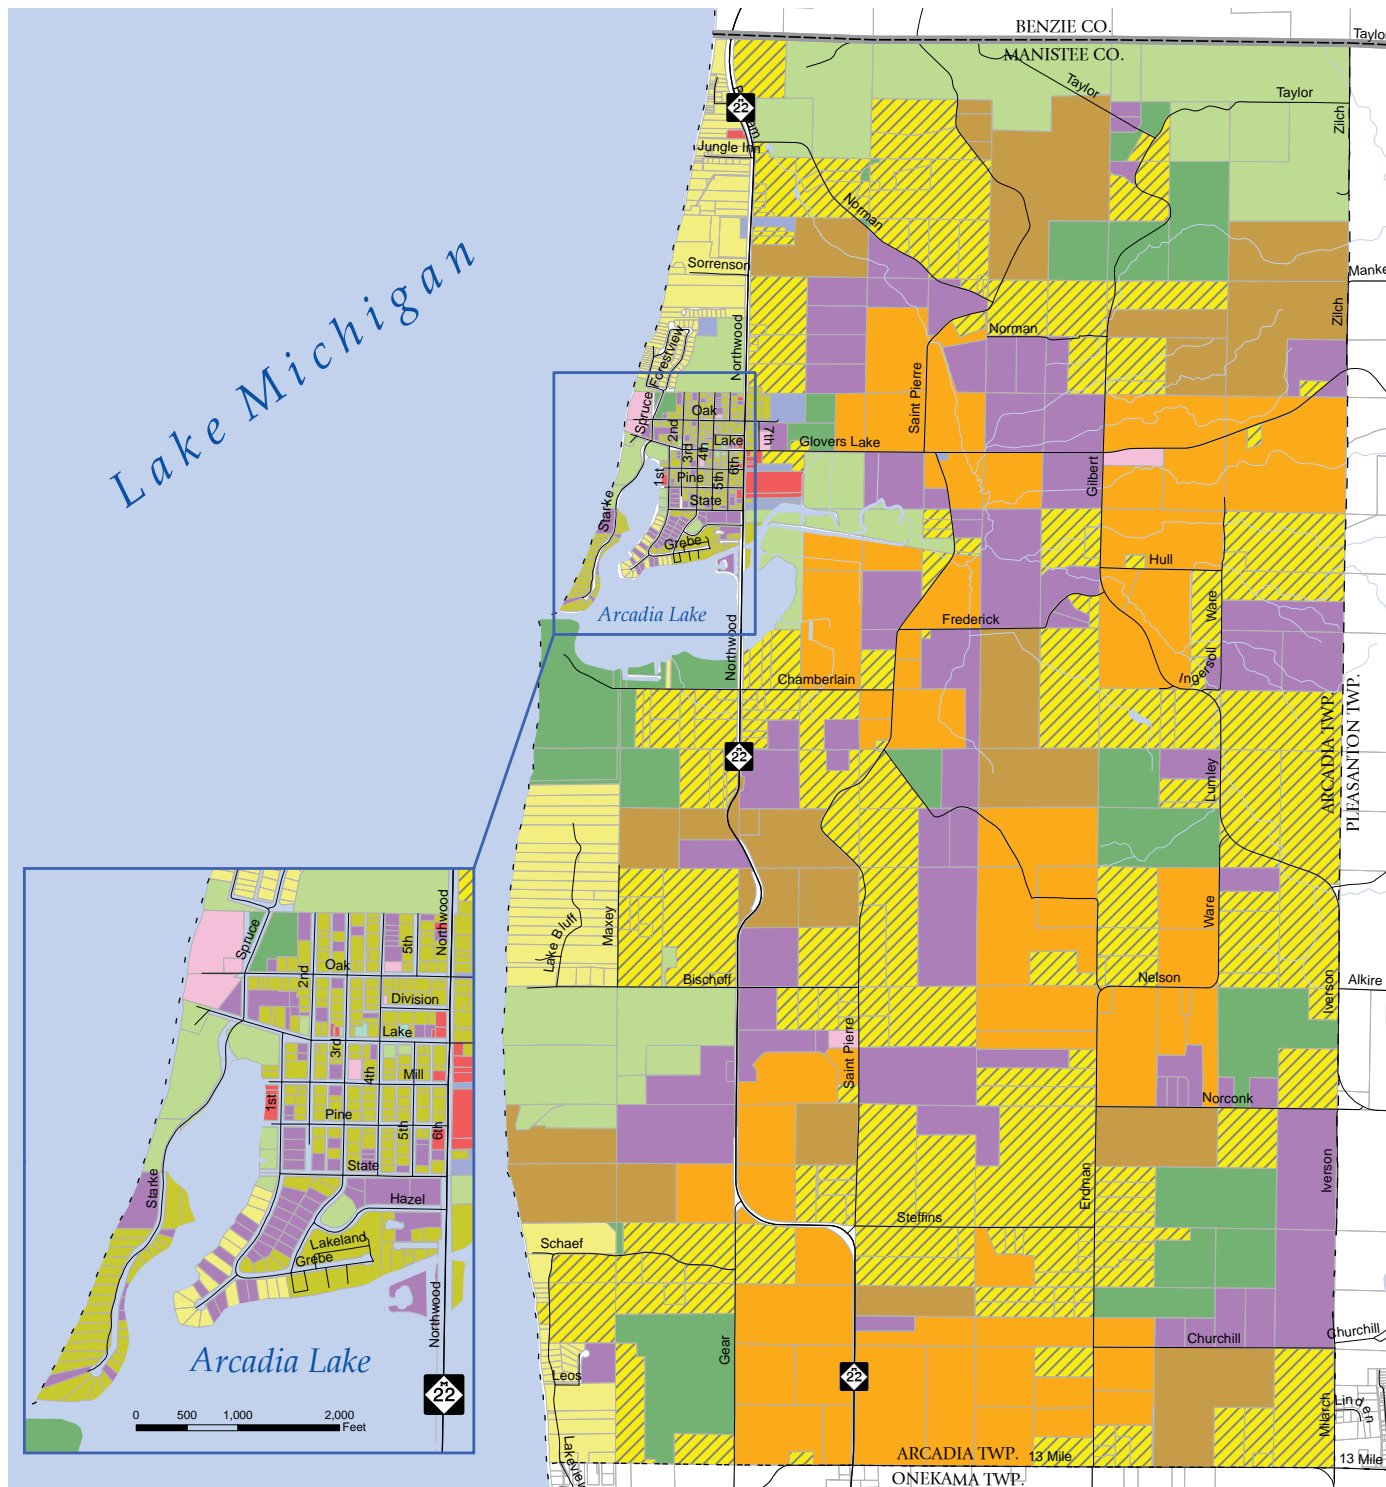 BENZIE CO.
MANISTEE CO.
Taylor
Taylor
Zilch
M
22
Jungle Inn
Norman
Sorrenson
Manke
Zilch
Norman
Northwood
Forestview
Saint Pierre
Spruce
Oak
2nd
Lake
7th
Glovers Lake
3rd
4th
6th
1st
Pine
5th
Gilbert
State
Starke
Grebe
Hull
Lake Michigan
Arcadia Lake
Frederick
Ware
Northwood
Ingersoll
Chamberlain
ARCADIA TWP.
PLEASANTON TWP.
22
Lumley
Lake Bluff
Maxey
Ware
Bischoff
Nelson
Iverson
Alkire
Saint Pierre
Norconk
Erdman
Iverson
Steffins
Schaef
Gear
Churchill
Churchill
Leos
22
Milarch
Linden
Lakeview
ARCADIA TWP.
13 Mile
13 Mile
ONEKAMA TWP.
Spruce
Northwood
5th
2nd
Oak
Division
Lake
3rd
4th
Mill
1st
Pine
5th
6th
State
Starke
Hazel
Lakeland
Grebe
Northwood
Arcadia Lake
M
22
0 500 1,000 2,000
Feet